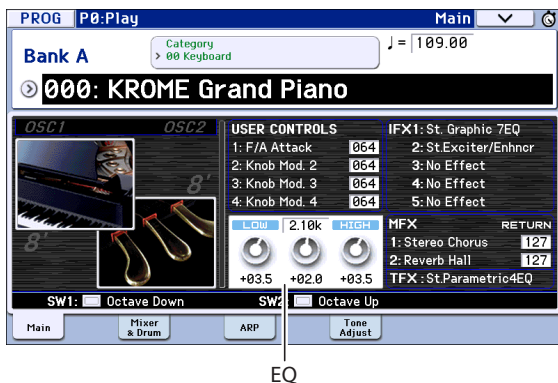 PROG P0:Play Main
Bank A
Category
> 00 Keyboard
♩= 109.00
000: KROME Grand Piano
OSC1 OSC2
8'
8'
USER CONTROLS
1: F/A Attack 064
2: Knob Mod. 2 064
3: Knob Mod. 3 064
4: Knob Mod. 4 064
LOW 2.10k HIGH
+03.5 +02.0 +03.5
IFX1: St. Graphic 7EQ
2: St.Exciter/Enhncr
3: No Effect
4: No Effect
5: No Effect
MFX RETURN
1: Stereo Chorus 127
2: Reverb Hall 127
TFX : St.Parametric4EQ
SW1: Octave Down SW2: Octave Up
Main
Mixer
& Drum
ARP
Tone
Adjust
EQ